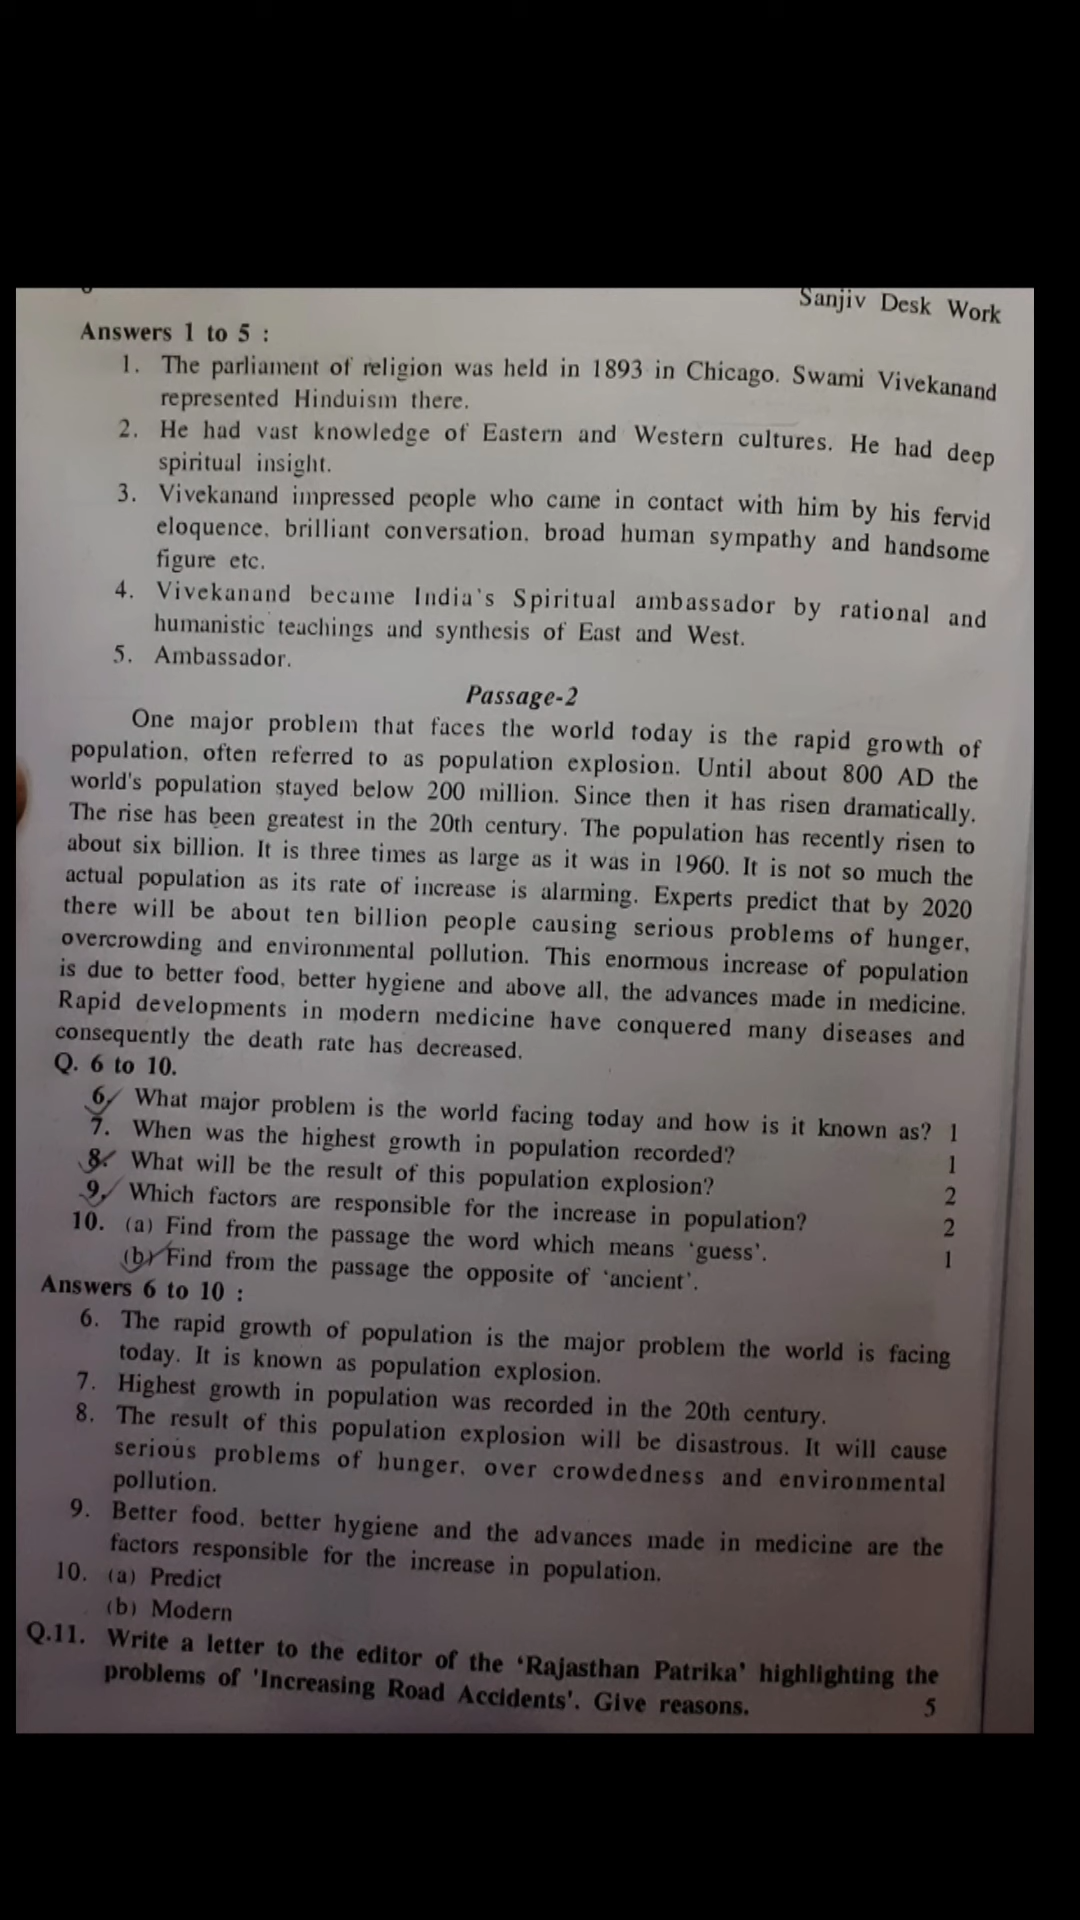 Sanjiv Desk Work
Answers 1 to 5 :
1. The parliament of religion was held in 1893 in Chicago. Swami Vivekanand
represented Hinduism there.
2. He had vast knowledge of Eastern and Western cultures. He had deep
spiritual insight.
3. Vivekanand impressed people who came in contact with him by his fervid
eloquence, brilliant conversation, broad human sympathy and handsome
figure etc.
4. Vivekanand became India's Spiritual ambassador by rational and
humanistic teachings and synthesis of East and West.
5. Ambassador.
Passage-2
One major problem that faces the world today is the rapid growth of
population, often referred to as population explosion. Until about 800 AD the
world's population stayed below 200 million. Since then it has risen dramatically.
The rise has been greatest in the 20th century. The population has recently risen to
about six billion. It is three times as large as it was in 1960. It is not so much the
actual population as its rate of increase is alarming. Experts predict that by 2020
there will be about ten billion people causing serious problems of hunger,
overcrowding and environmental pollution. This enormous increase of population
is due to better food, better hygiene and above all, the advances made in medicine.
Rapid developments in modern medicine have conquered many diseases and
consequently the death rate has decreased.
Q. 6 to 10.
6. What major problem is the world facing today and how is it known as? 1
7. When was the highest growth in population recorded? 1
8. What will be the result of this population explosion? 2
9. Which factors are responsible for the increase in population? 2
10. (a) Find from the passage the word which means 'guess'. 1
(b) Find from the passage the opposite of 'ancient'.
Answers 6 to 10 :
6. The rapid growth of population is the major problem the world is facing
today. It is known as population explosion.
7. Highest growth in population was recorded in the 20th century.
8. The result of this population explosion will be disastrous. It will cause
serious problems of hunger, over crowdedness and environmental
pollution.
9. Better food, better hygiene and the advances made in medicine are the
factors responsible for the increase in population.
10. (a) Predict
(b) Modern
Q.11. Write a letter to the editor of the 'Rajasthan Patrika' highlighting the
problems of 'Increasing Road Accidents'. Give reasons. 5